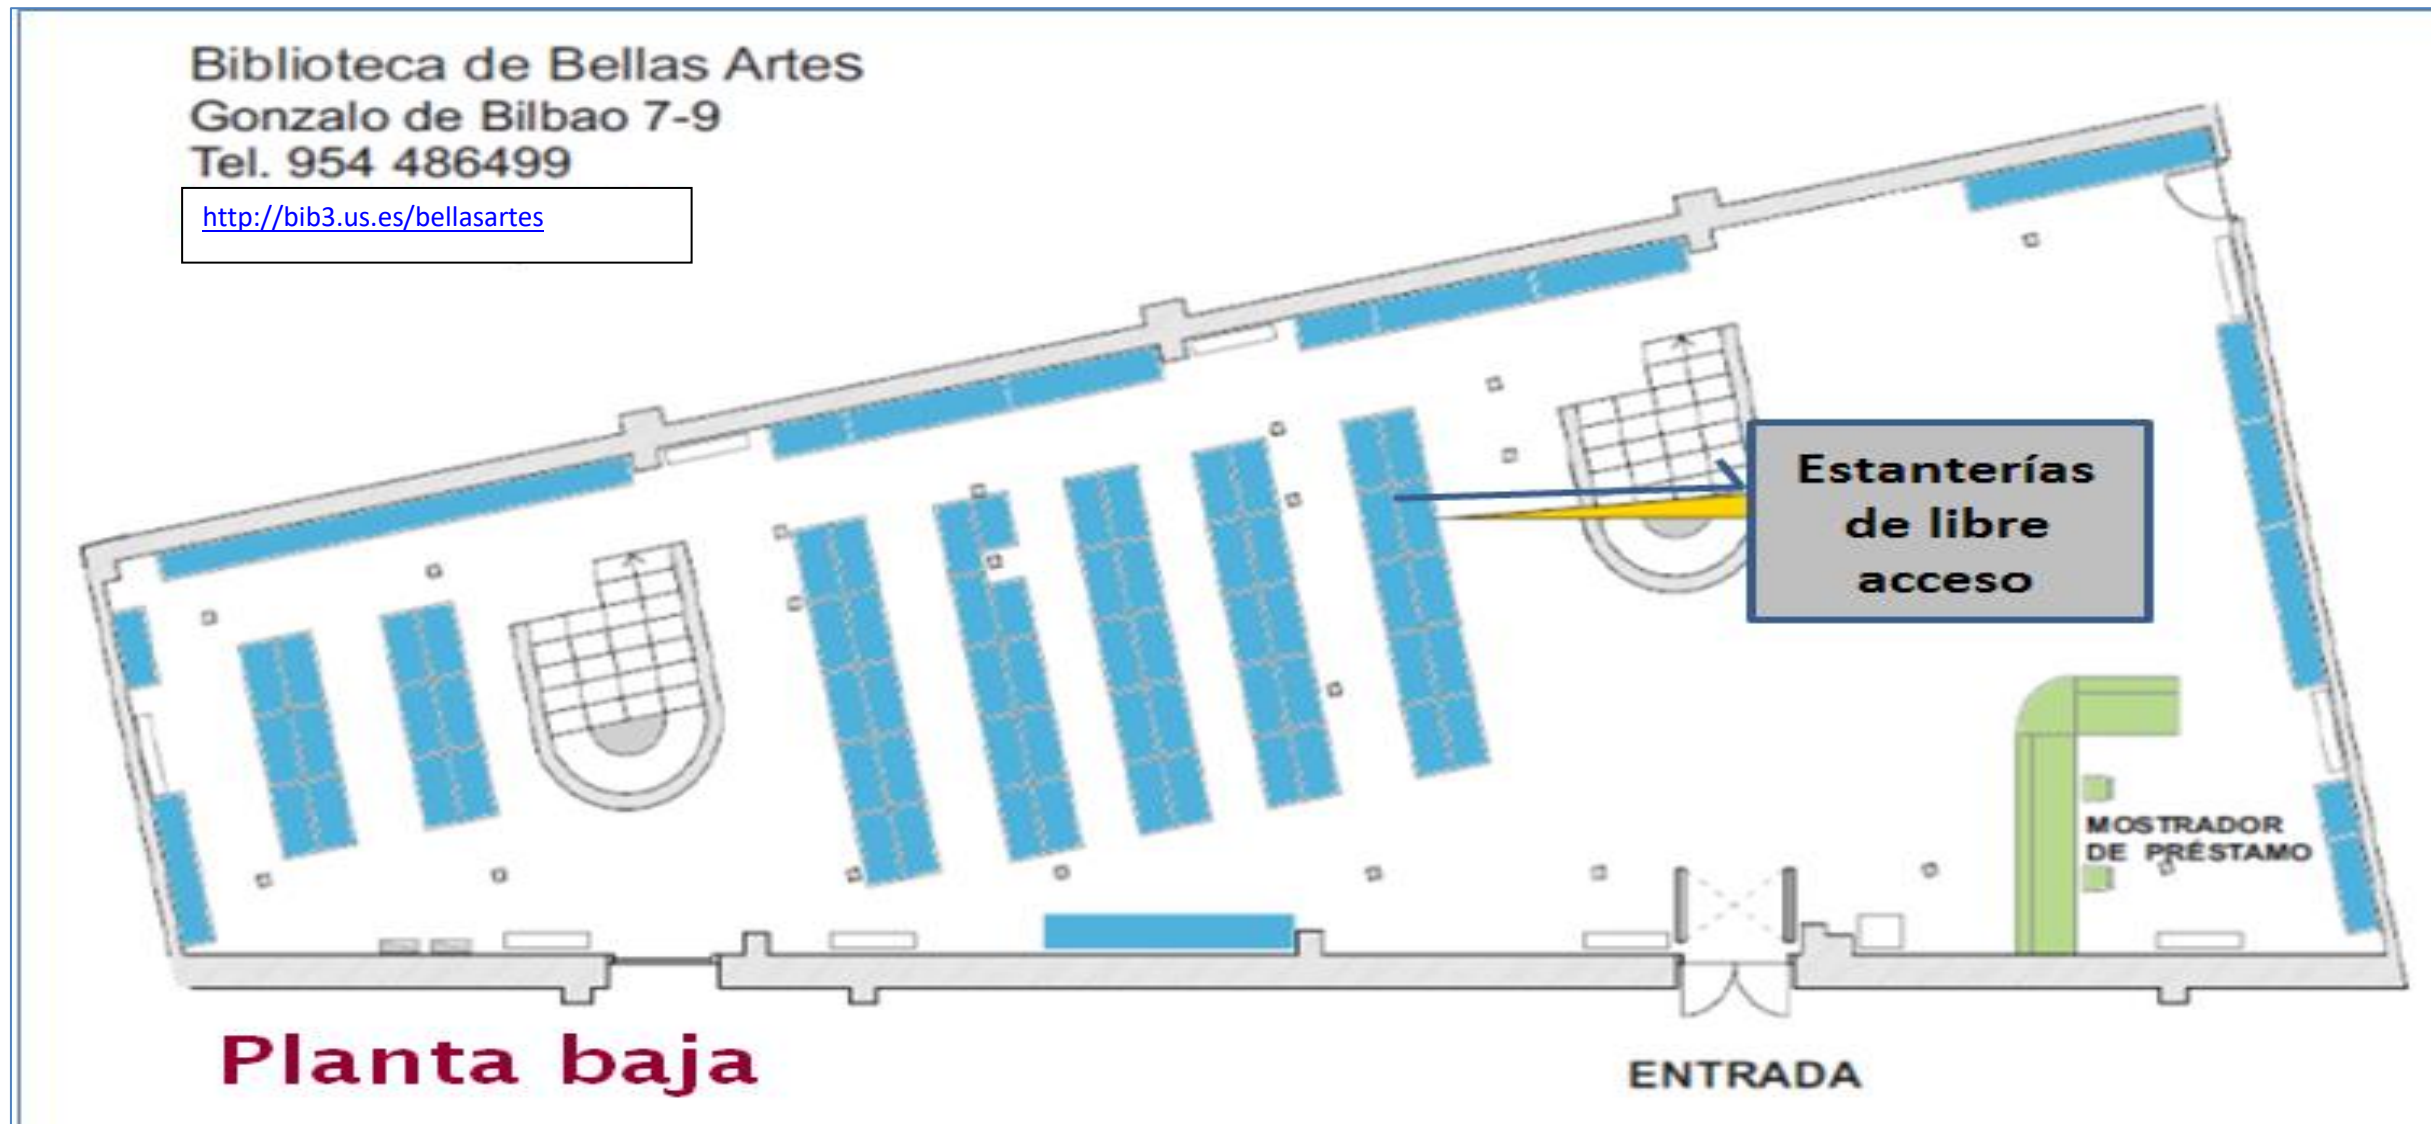 Biblioteca de Bellas Artes
Gonzalo de Bilbao 7-9
Tel. 954 486499
http://bib3.us.es/bellasartes
Estanterías
de libre
acceso
MOSTRADOR
DE PRÉSTAMO
Planta baja
ENTRADA